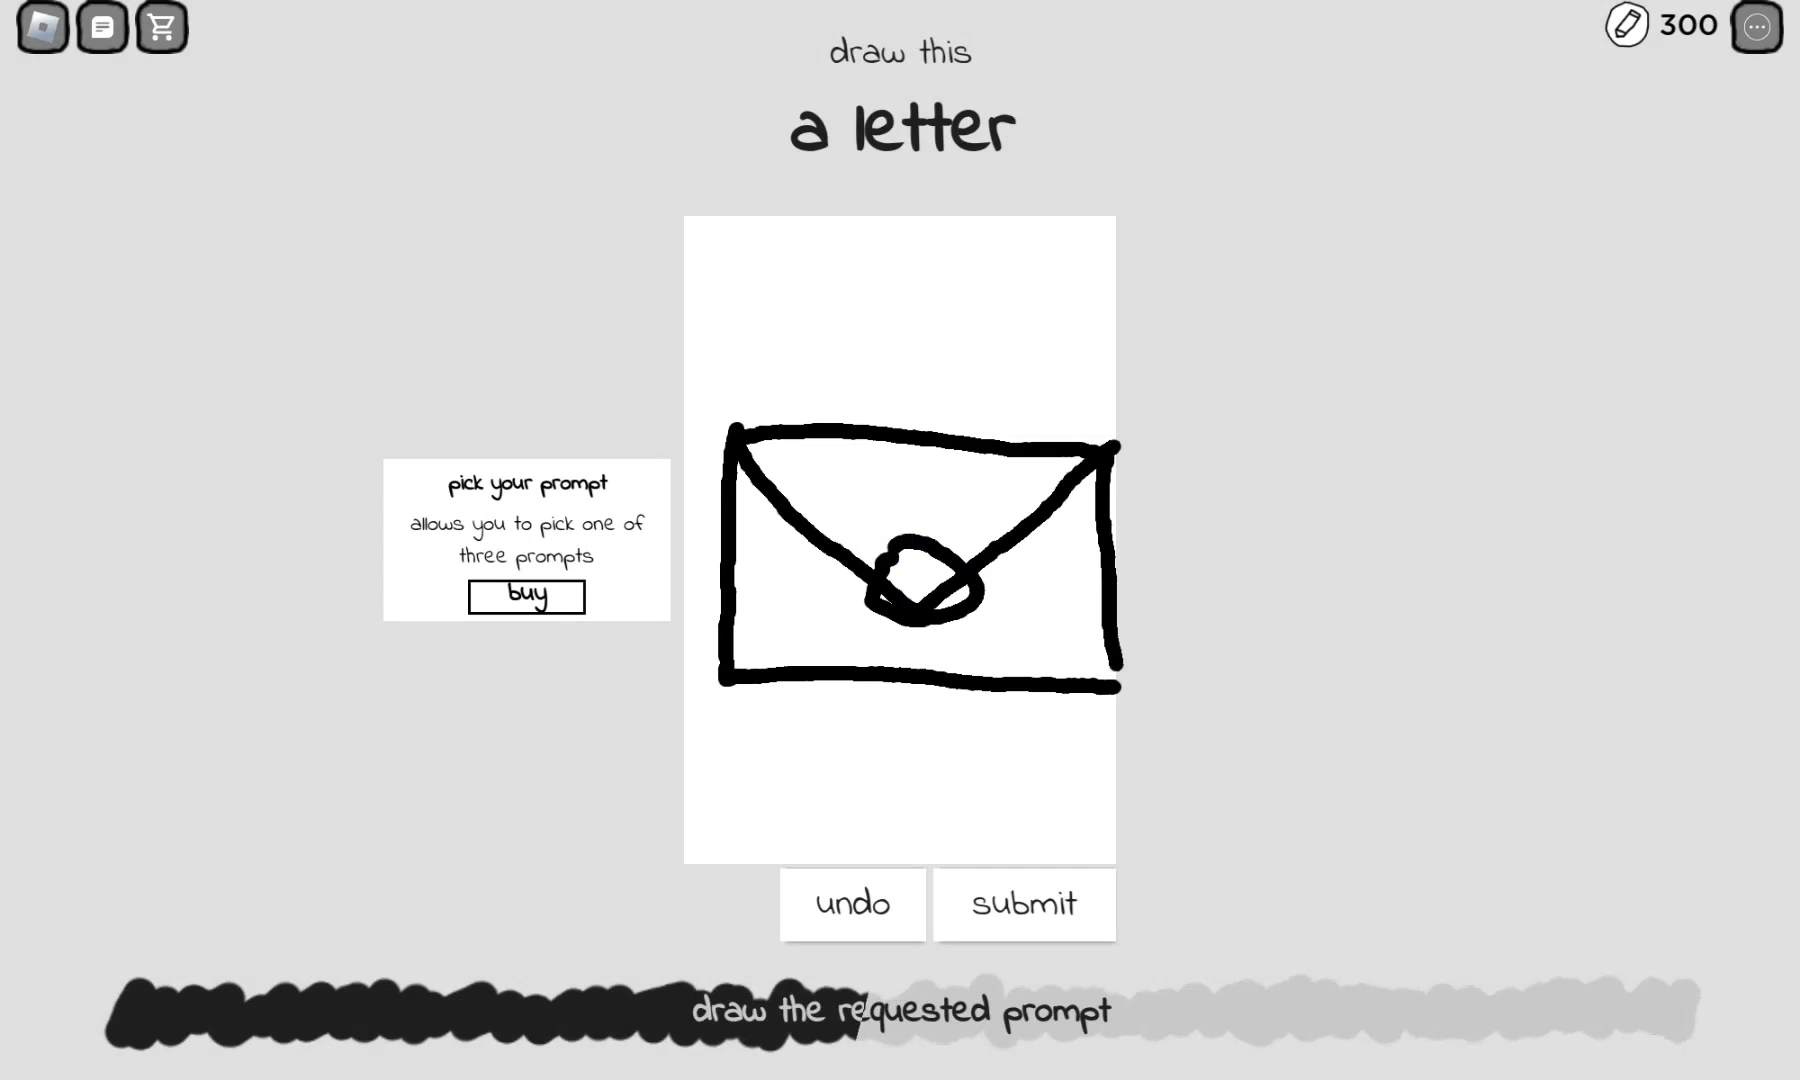 300
draw this
a letter
pick your prompt
allows you to pick one of
three prompts
buy
undo
submit
draw the requested prompt